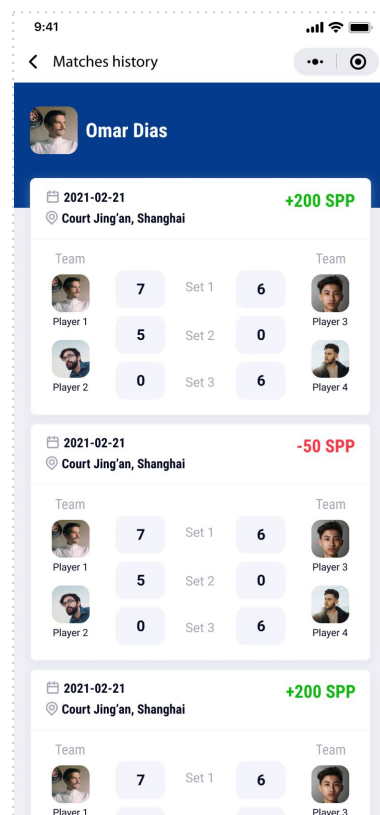 9:41
Matches history
Omar Dias
2021-02-21
+200 SPP
Court Jing'an, Shanghai
Team
Team
7 Set 1 6
Player 1
Player 3
5 Set 2 0
0 Set 3 6
Player 2
Player 4
2021-02-21
-50 SPP
Court Jing'an, Shanghai
Team
Team
7 Set 1 6
Player 1
Player 3
5 Set 2 0
0 Set 3 6
Player 2
Player 4
2021-02-21
+200 SPP
Court Jing'an, Shanghai
Team
Team
7 Set 1 6
Player 1
Player 3